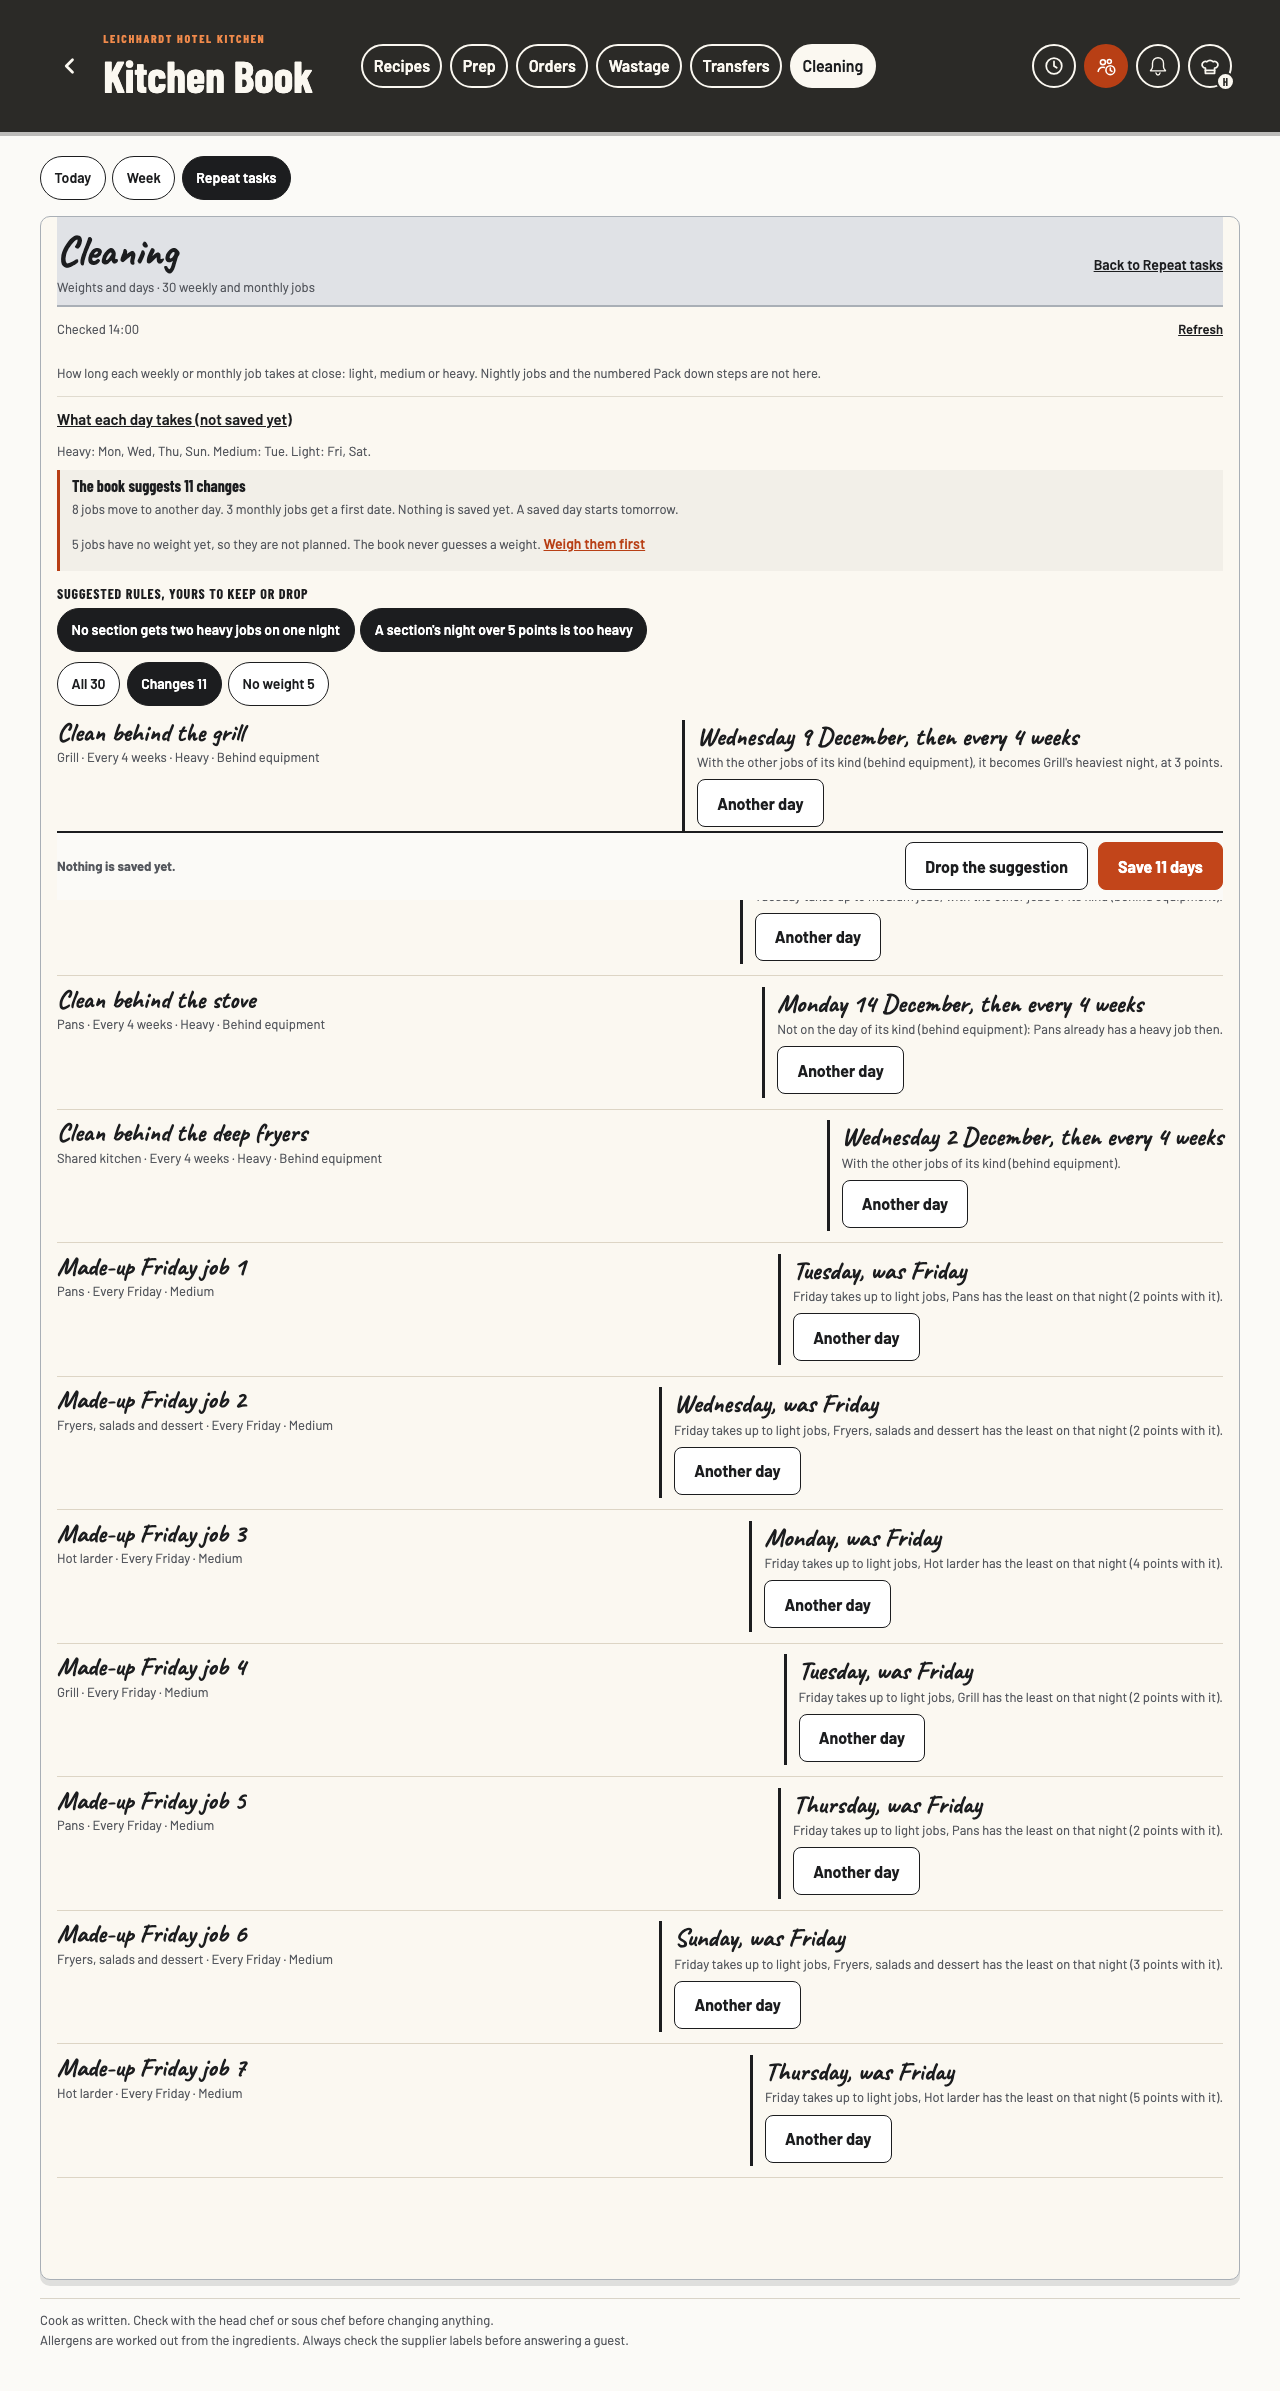 LEICHHARDT HOTEL KITCHEN
Kitchen Book
Recipes
Prep
Orders
Wastage
Transfers
Cleaning
H
Today
Week
Repeat tasks
Cleaning
Back to Repeat tasks
Weights and days · 30 weekly and monthly jobs
Checked 14:00
Refresh
How long each weekly or monthly job takes at close: light, medium or heavy. Nightly jobs and the numbered Pack down steps are not here.
What each day takes (not saved yet)
Heavy: Mon, Wed, Thu, Sun. Medium: Tue. Light: Fri, Sat.
The book suggests 11 changes
8 jobs move to another day. 3 monthly jobs get a first date. Nothing is saved yet. A saved day starts tomorrow.
5 jobs have no weight yet, so they are not planned. The book never guesses a weight. Weigh them first
SUGGESTED RULES, YOURS TO KEEP OR DROP
No section gets two heavy jobs on one night
A section's night over 5 points is too heavy
All 30
Changes 11
No weight 5
Clean behind the grill
Grill · Every 4 weeks · Heavy · Behind equipment
Wednesday 9 December, then every 4 weeks
With the other jobs of its kind (behind equipment), it becomes Grill's heaviest night, at 3 points.
Another day
Nothing is saved yet.
Drop the suggestion
Save 11 days
Another day
Clean behind the stove
Pans · Every 4 weeks · Heavy · Behind equipment
Monday 14 December, then every 4 weeks
Not on the day of its kind (behind equipment): Pans already has a heavy job then.
Another day
Clean behind the deep fryers
Shared kitchen · Every 4 weeks · Heavy · Behind equipment
Wednesday 2 December, then every 4 weeks
With the other jobs of its kind (behind equipment).
Another day
Made-up Friday job 1
Pans · Every Friday · Medium
Tuesday, was Friday
Friday takes up to light jobs, Pans has the least on that night (2 points with it).
Another day
Made-up Friday job 2
Fryers, salads and dessert · Every Friday · Medium
Wednesday, was Friday
Friday takes up to light jobs, Fryers, salads and dessert has the least on that night (2 points with it).
Another day
Made-up Friday job 3
Hot larder · Every Friday · Medium
Monday, was Friday
Friday takes up to light jobs, Hot larder has the least on that night (4 points with it).
Another day
Made-up Friday job 4
Grill · Every Friday · Medium
Tuesday, was Friday
Friday takes up to light jobs, Grill has the least on that night (2 points with it).
Another day
Made-up Friday job 5
Pans · Every Friday · Medium
Thursday, was Friday
Friday takes up to light jobs, Pans has the least on that night (2 points with it).
Another day
Made-up Friday job 6
Fryers, salads and dessert · Every Friday · Medium
Sunday, was Friday
Friday takes up to light jobs, Fryers, salads and dessert has the least on that night (3 points with it).
Another day
Made-up Friday job 7
Hot larder · Every Friday · Medium
Thursday, was Friday
Friday takes up to light jobs, Hot larder has the least on that night (5 points with it).
Another day
Cook as written. Check with the head chef or sous chef before changing anything.
Allergens are worked out from the ingredients. Always check the supplier labels before answering a guest.